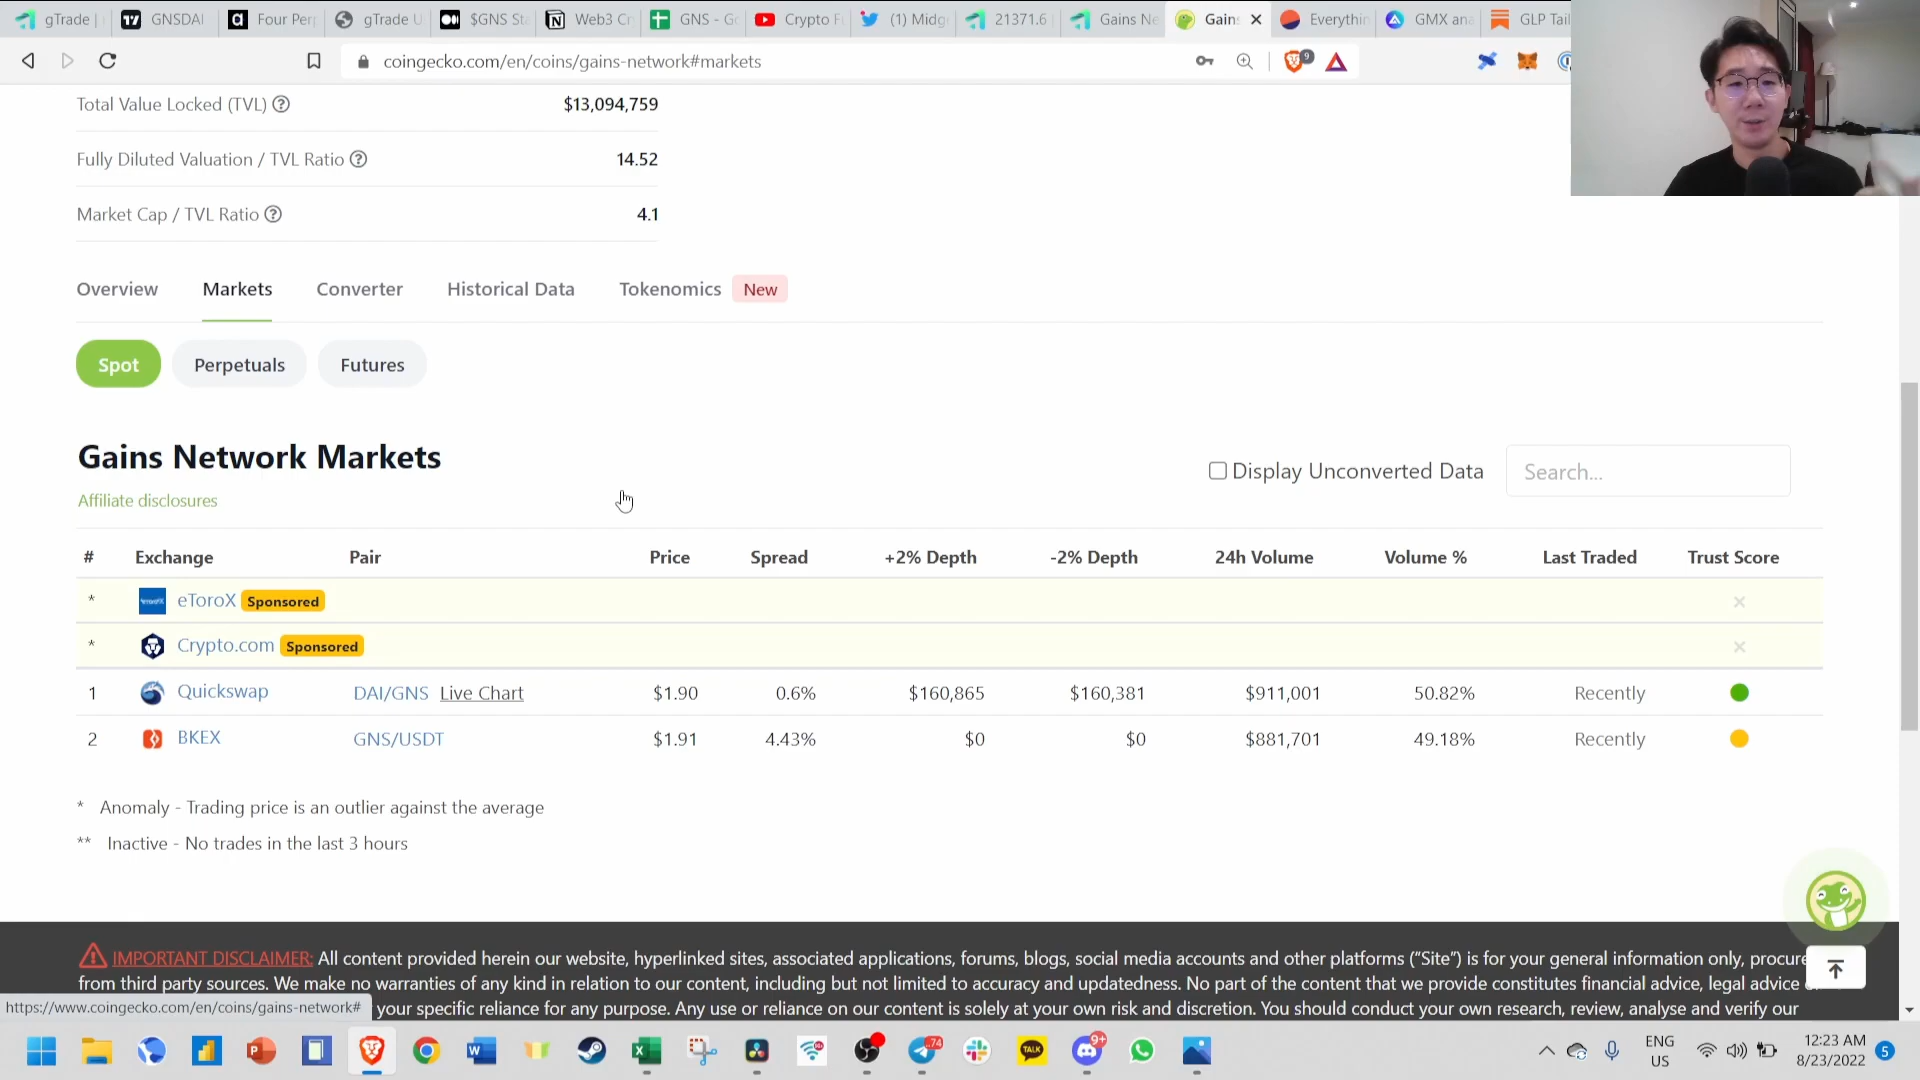 gTrade |
GNSDAI
Four Per
gTrade U
$GNS St
Web3 Cr
GNS - G
Crypto F
(1) Midg
21371.6
Gains Ne
Gains
Everythin
GMX ana
GLP Tail
coingecko.com/en/coins/gains-network#markets
9
Total Value Locked (TVL) ? $13,094,759
Fully Diluted Valuation / TVL Ratio ? 14.52
Market Cap / TVL Ratio ? 4.1
Overview Markets Converter Historical Data Tokenomics New
Spot Perpetuals Futures
Gains Network Markets
Affiliate disclosures
Display Unconverted Data Search...
# Exchange Pair Price Spread +2% Depth -2% Depth 24h Volume Volume % Last Traded Trust Score
* eToroX Sponsored
* Crypto.com Sponsored
1 Quickswap DAI/GNS Live Chart $1.90 0.6% $160,865 $160,381 $911,001 50.82% Recently
2 BKEX GNS/USDT $1.91 4.43% $0 $0 $881,701 49.18% Recently
* Anomaly - Trading price is an outlier against the average
** Inactive - No trades in the last 3 hours
IMPORTANT DISCLAIMER: All content provided herein our website, hyperlinked sites, associated applications, forums, blogs, social media accounts and other platforms (“Site”) is for your general information only, procure
from third party sources. We make no warranties of any kind in relation to our content, including but not limited to accuracy and updatedness. No part of the content that we provide constitutes financial advice, legal advice
https://www.coingecko.com/en/coins/gains-network# your specific reliance for any purpose. Any use or reliance on our content is solely at your own risk and discretion. You should conduct your own research, review, analyse and verify our
74
TALK
9+
ENG
US
12:23 AM
8/23/2022
5